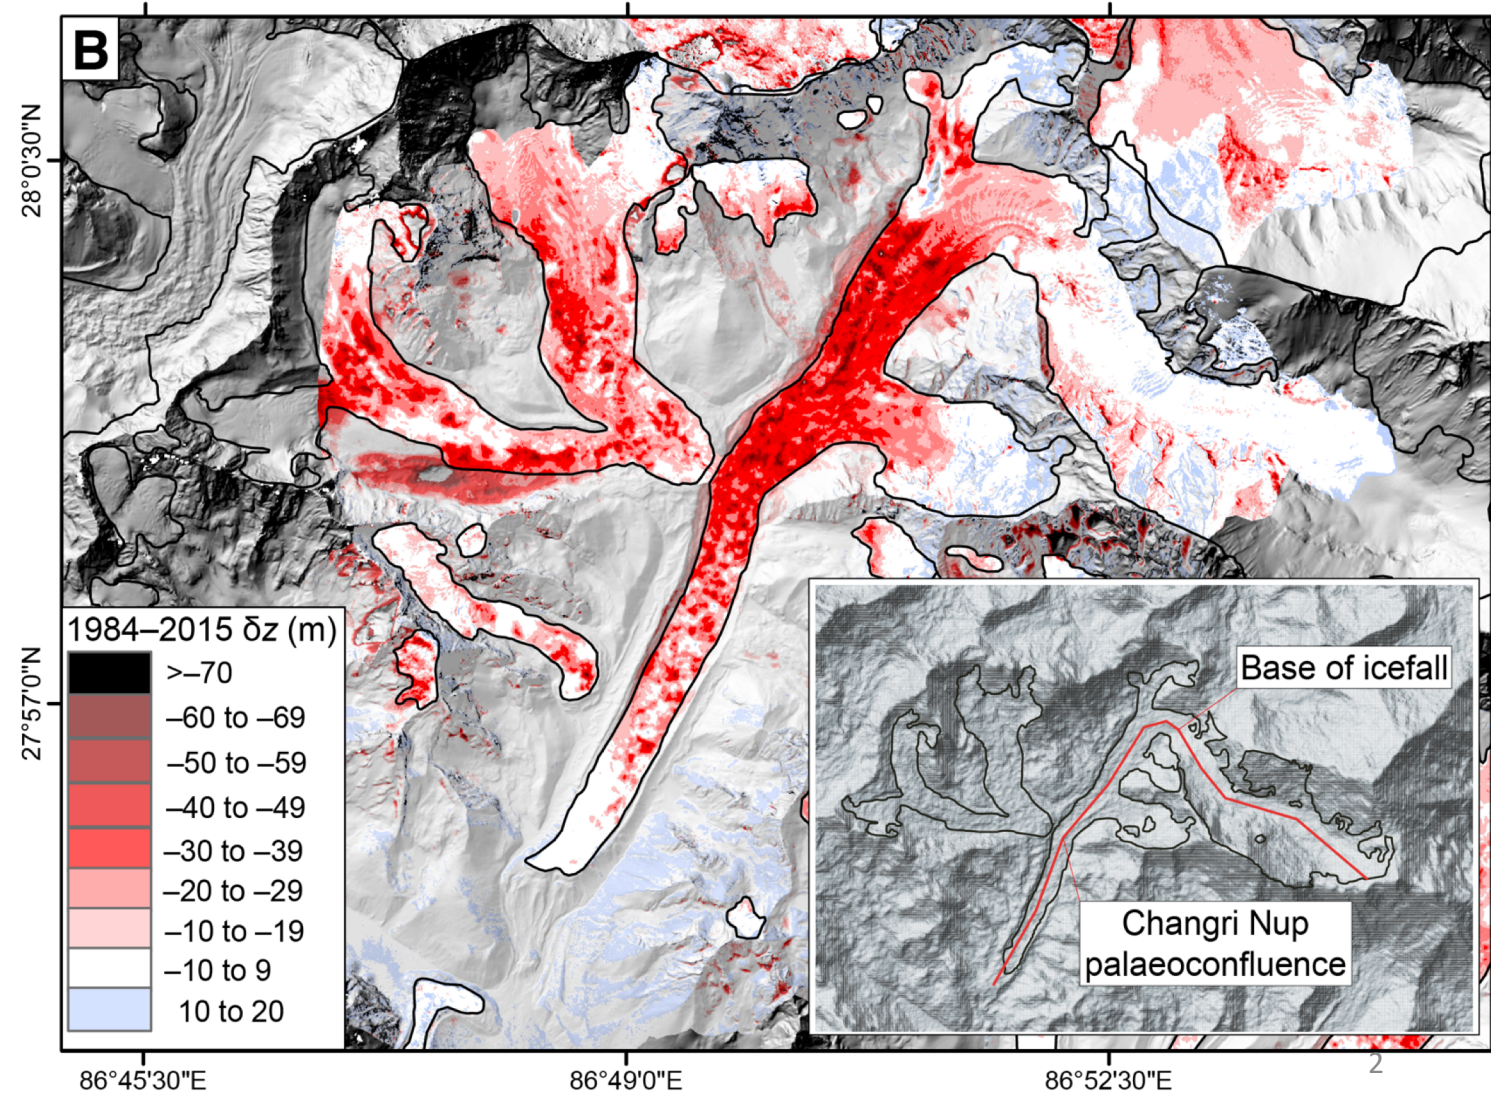 B
28°0'30"N
27°57'0"N
1984–2015 δz (m)
>–70
–60 to –69
–50 to –59
–40 to –49
–30 to –39
–20 to –29
–10 to –19
–10 to 9
10 to 20
Base of icefall
Changri Nup
palaeoconfluence
2
86°45'30"E
86°49'0"E
86°52'30"E